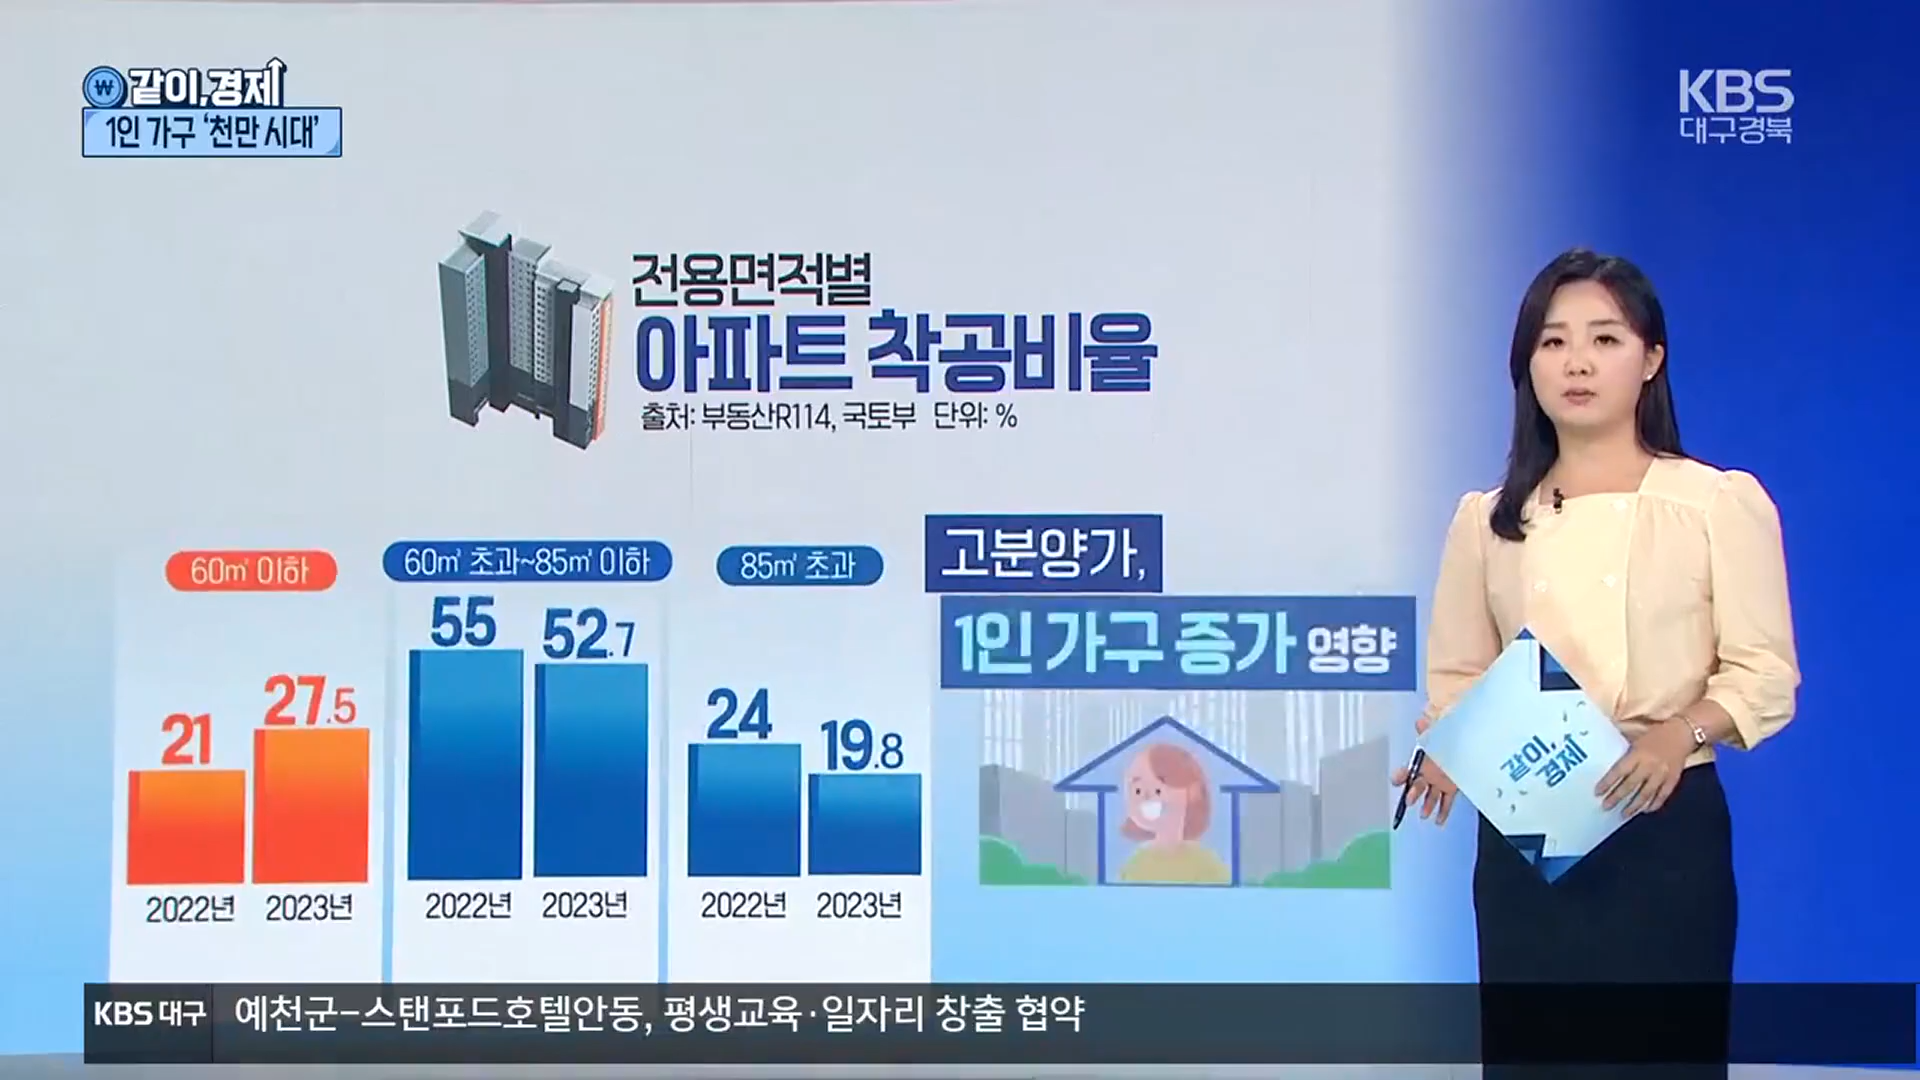 같이, 경제
1인 가구 '천만 시대'
KBS
대구경북
전용면적별
아파트 착공비율
출처: 부동산R114, 국토부 단위: %
60㎡ 이하
21
27.5
2022년
2023년
60㎡ 초과~85㎡ 이하
55
52.7
2022년
2023년
85㎡ 초과
24
19.8
2022년
2023년
고분양가,
1인 가구 증가 영향
같이,
경제
KBS 대구
예천군-스탠포드호텔안동, 평생교육·일자리 창출 협약